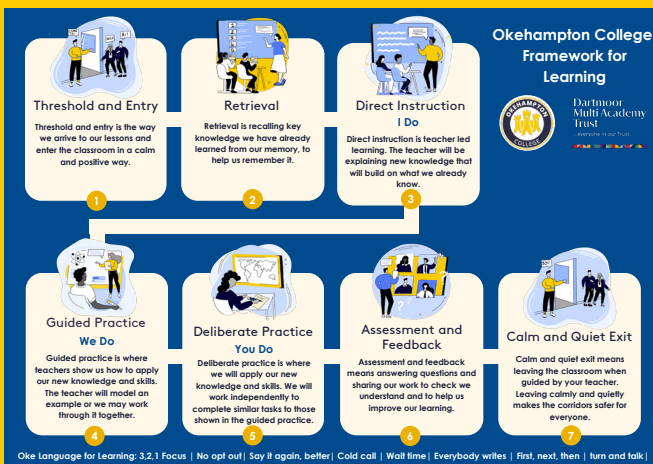 Okehampton College
Framework for
Learning
OKEHAMPTON
COLLEGE
Dartmoor
Multi Academy
Trust
...everyone in our Trust
Threshold and Entry
Threshold and entry is the way
we arrive to our lessons and
enter the classroom in a calm
and positive way.
1
Retrieval
Retrieval is recalling key
knowledge we have already
learned from our memory, to
help us remember it.
2
Direct Instruction
I Do
Direct instruction is teacher led
learning. The teacher will be
explaining new knowledge that
will build on what we already
know.
3
Guided Practice
We Do
Guided practice is where
teachers show us how to apply
our new knowledge and skills.
The teacher will model an
example or we may work
through it together.
4
Deliberate Practice
You Do
Deliberate practice is where
we will apply our new
knowledge and skills. We will
work independently to
complete similar tasks to those
shown in the guided practice.
5
Assessment and
Feedback
Assessment and feedback
means answering questions and
sharing our work to check we
understand and to help us
improve our learning.
6
Calm and Quiet Exit
Calm and quiet exit means
leaving the classroom when
guided by your teacher.
Leaving calmly and quietly
makes the corridors safer for
everyone.
7
Oke Language for Learning: 3,2,1 Focus | No opt out| Say it again, better| Cold call | Wait time| Everybody writes | First, next, then | turn and talk|